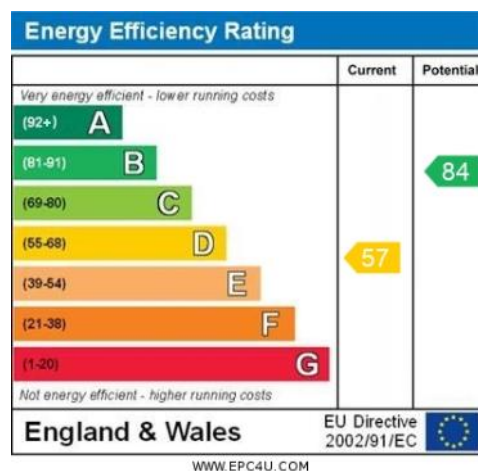 Energy Efficiency Rating
Current Potential
Very energy efficient - lower running costs
(92+) A
(81-91) B
84
(69-80) C
(55-68) D
57
(39-54) E
(21-38) F
(1-20) G
Not energy efficient - higher running costs
England & Wales
EU Directive
2002/91/EC
WWW.EPC4U.COM